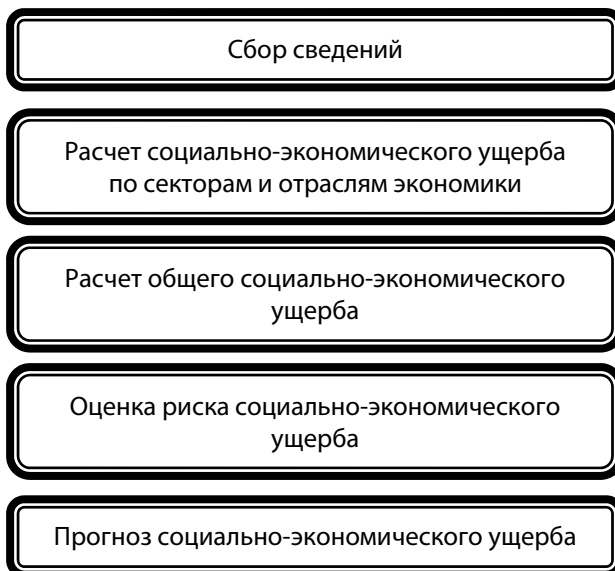 Сбор сведений
Расчет социально-экономического ущерба
по секторам и отраслям экономики
Расчет общего социально-экономического
ущерба
Оценка риска социально-экономического
ущерба
Прогноз социально-экономического ущерба